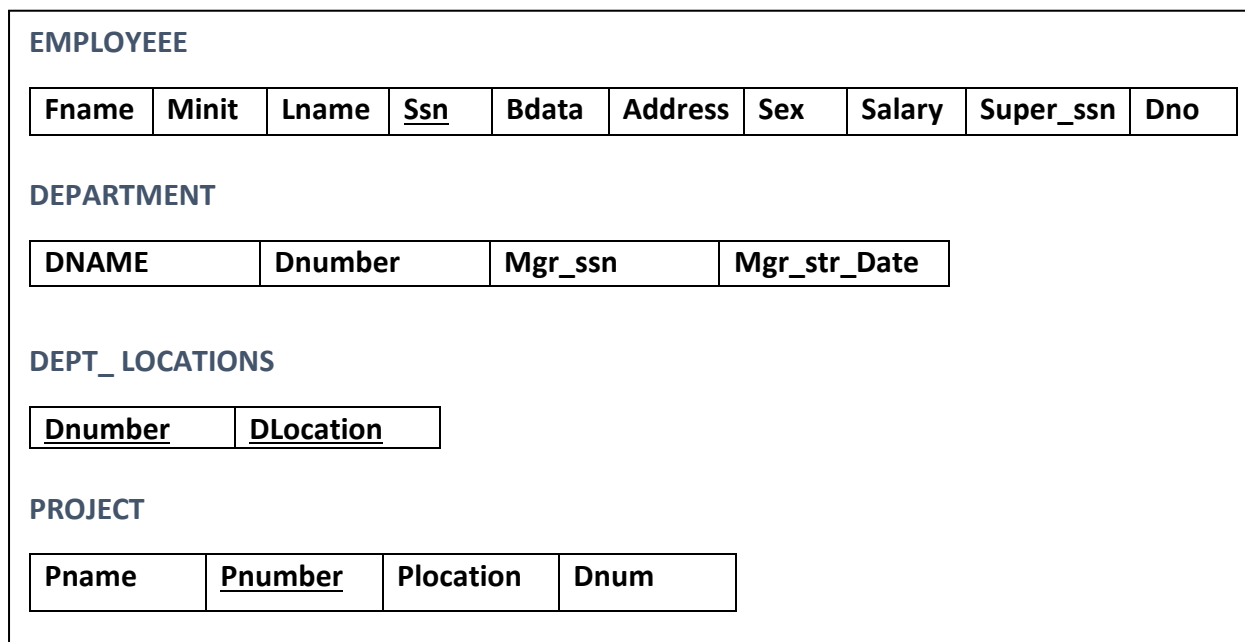 EMPLOYEEE
Fname Minit Lname Ssn Bdata Address Sex Salary Super_ssn Dno
DEPARTMENT
DNAME Dnumber Mgr_ssn Mgr_str_Date
DEPT_ LOCATIONS
Dnumber DLocation
PROJECT
Pname Pnumber Plocation Dnum